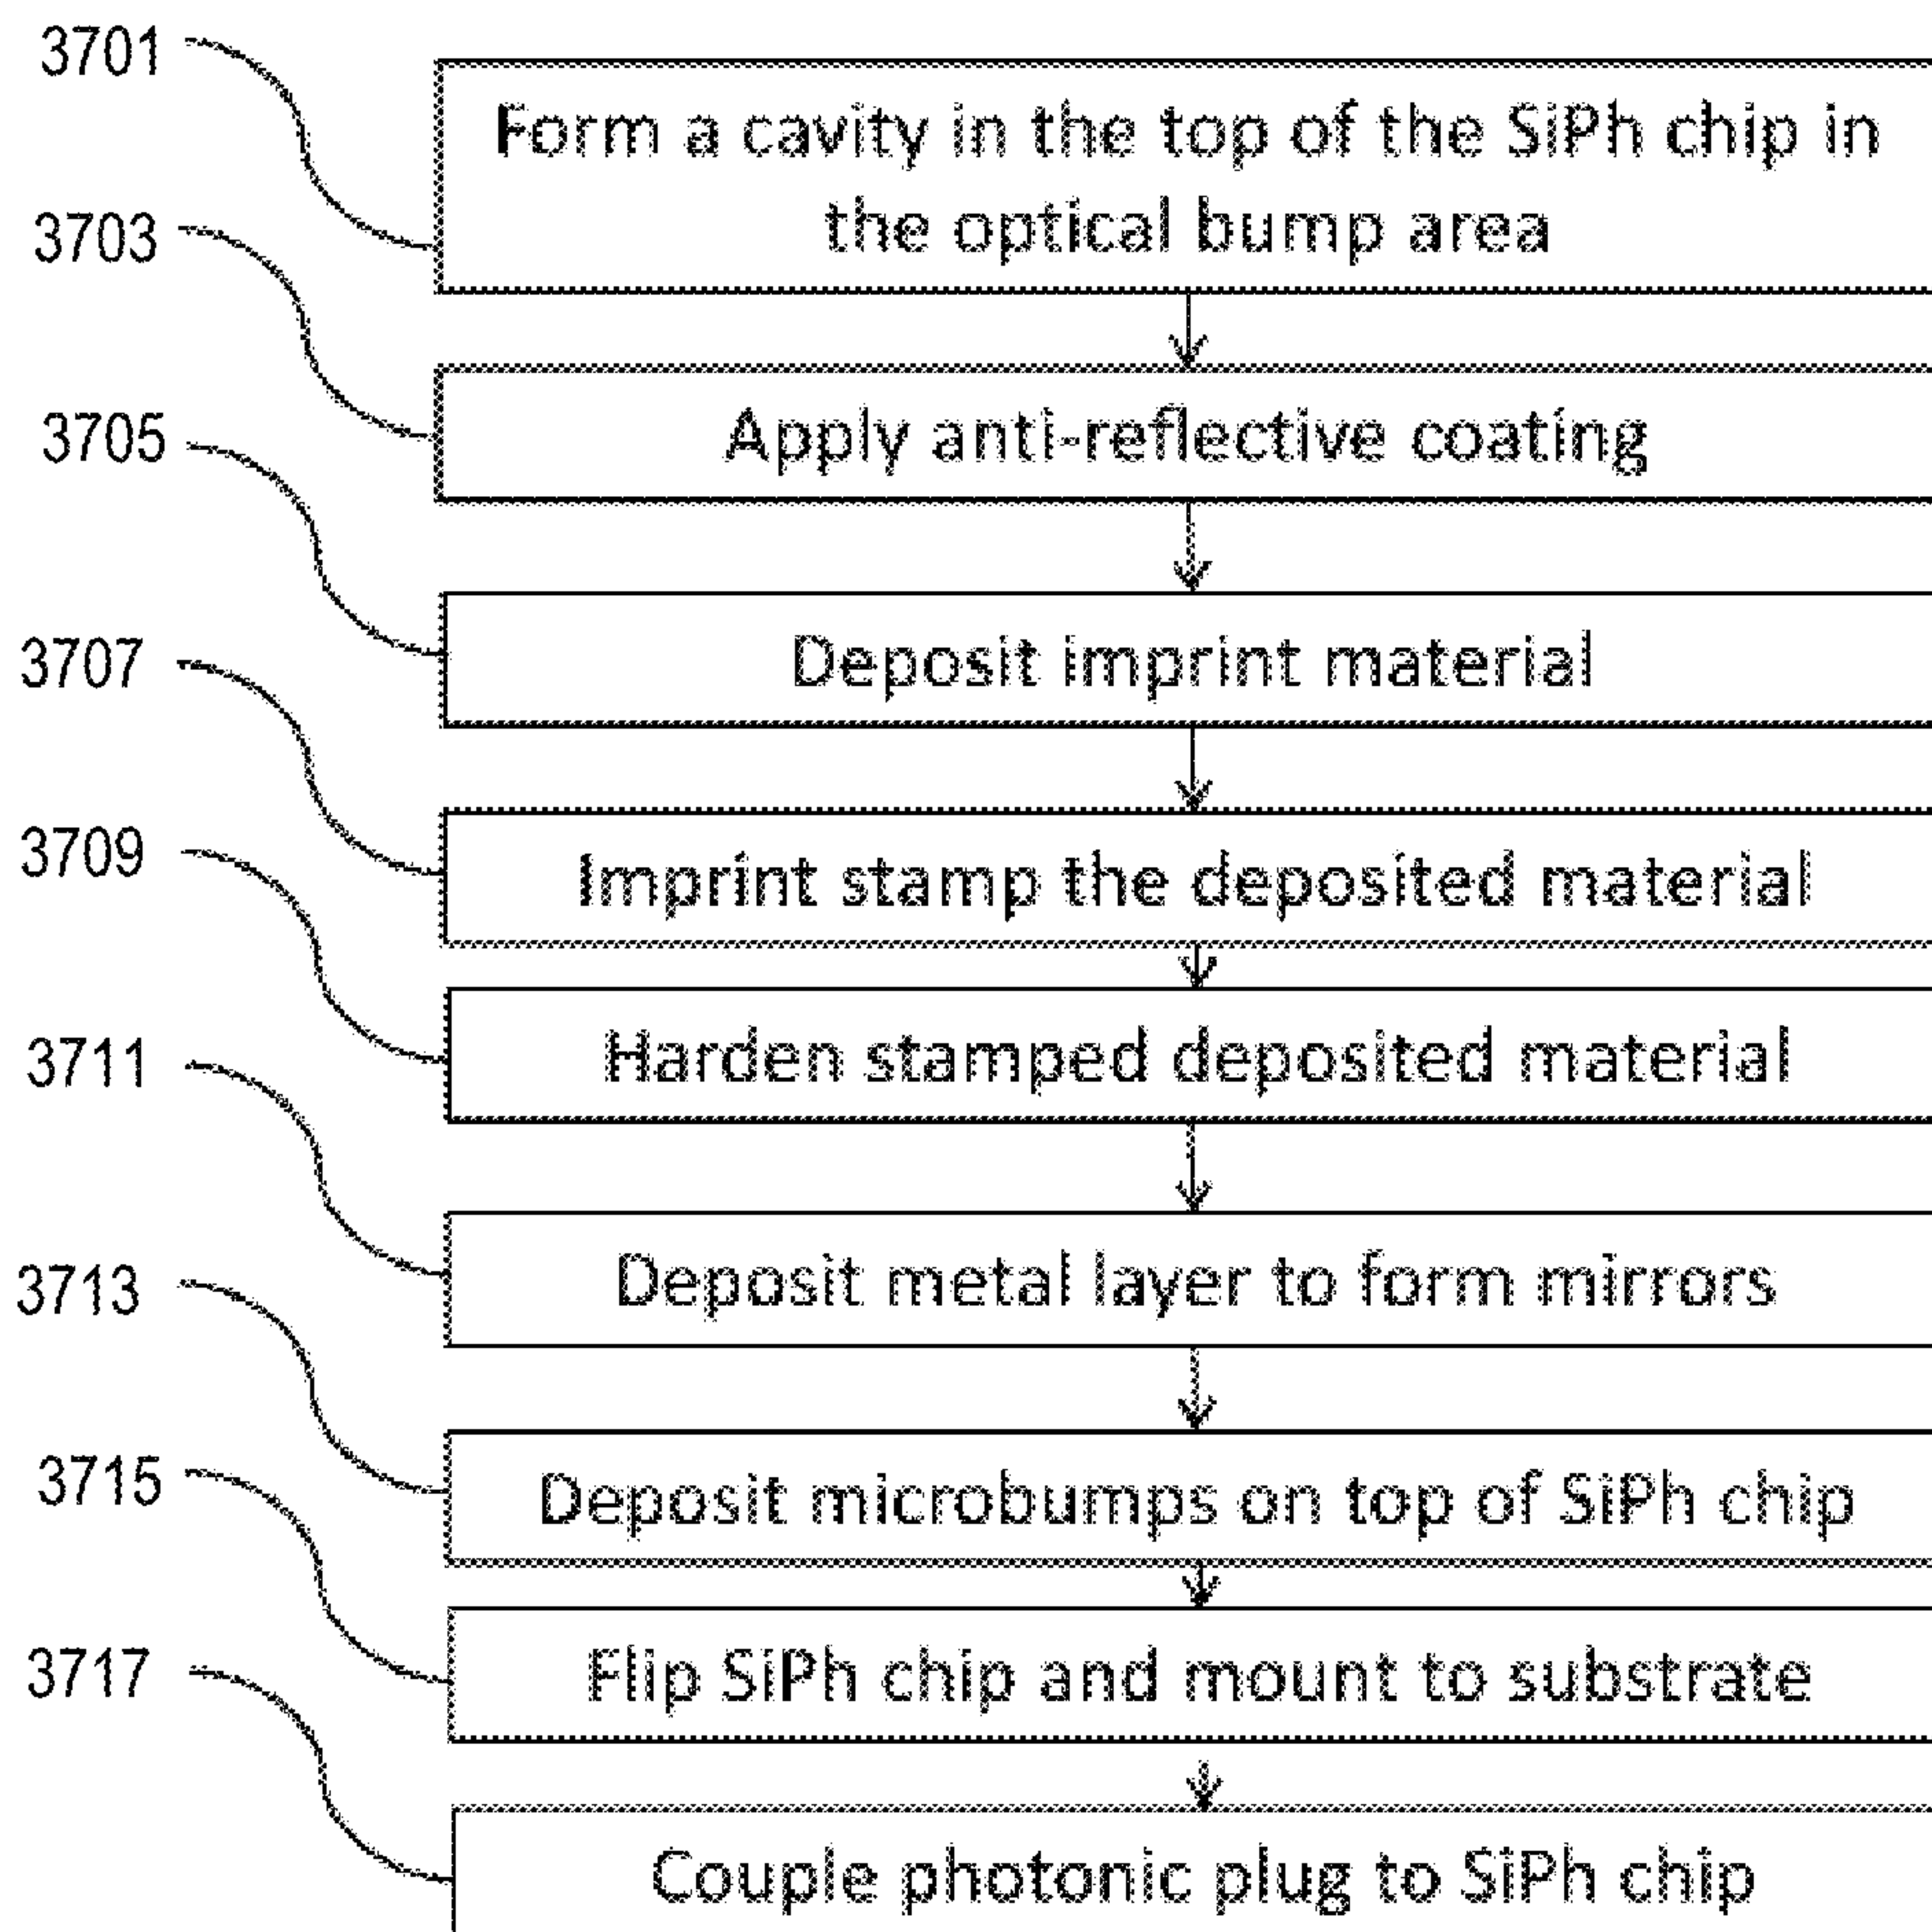 3701
Form a cavity in the top of the SiPh chip in
the optical bump area
3703
Apply anti-reflective coating
3705
Deposit imprint material
3707
Imprint stamp the deposited material
3709
Harden stamped deposited material
3711
Deposit metal layer to form mirrors
3713
Deposit microbumps on top of SiPh chip
3715
Flip SiPh chip and mount to substrate
3717
Couple photonic plug to SiPh chip